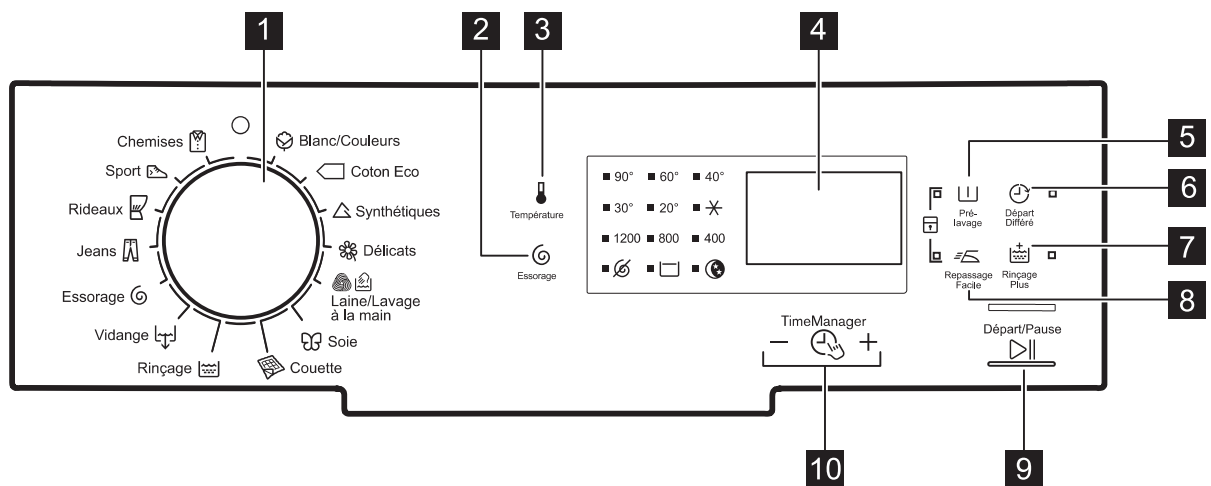 1
2
3
4
5
6
7
8
9
10
Chemises
Sport
Rideaux
Jeans
Essorage
Vidange
Rinçage
Blanc/Couleurs
Coton Eco
Synthétiques
Délicats
Laine/Lavage
à la main
Soie
Couette
Température
Essorage
90° 60° 40°
30° 20°
1200 800 400
TimeManager
− +
Pré-
lavage
Départ
Différé
Repassage
Facile
Rinçage
Plus
Départ/Pause